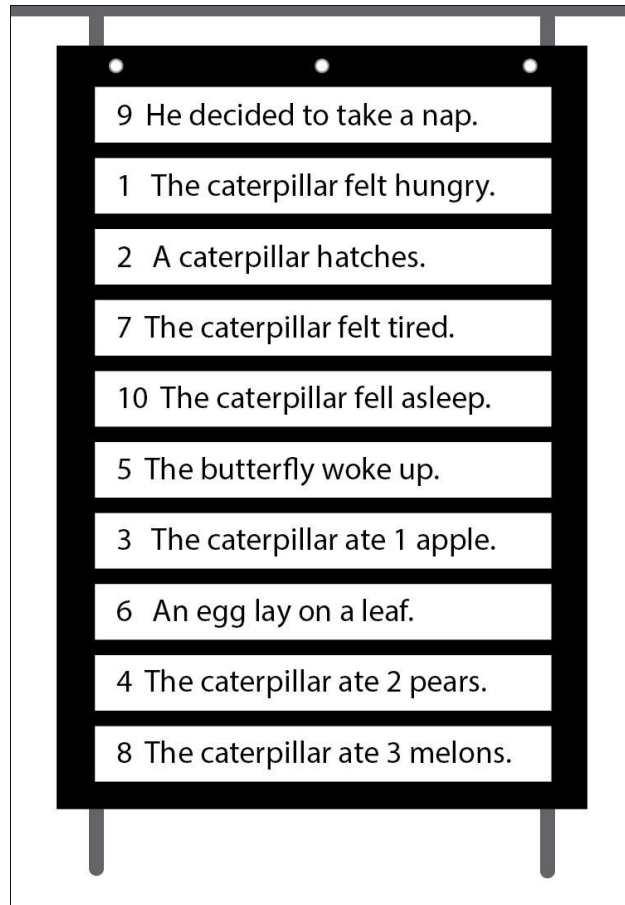 9 He decided to take a nap.
1 The caterpillar felt hungry.
2 A caterpillar hatches.
7 The caterpillar felt tired.
10 The caterpillar fell asleep.
5 The butterfly woke up.
3 The caterpillar ate 1 apple.
6 An egg lay on a leaf.
4 The caterpillar ate 2 pears.
8 The caterpillar ate 3 melons.